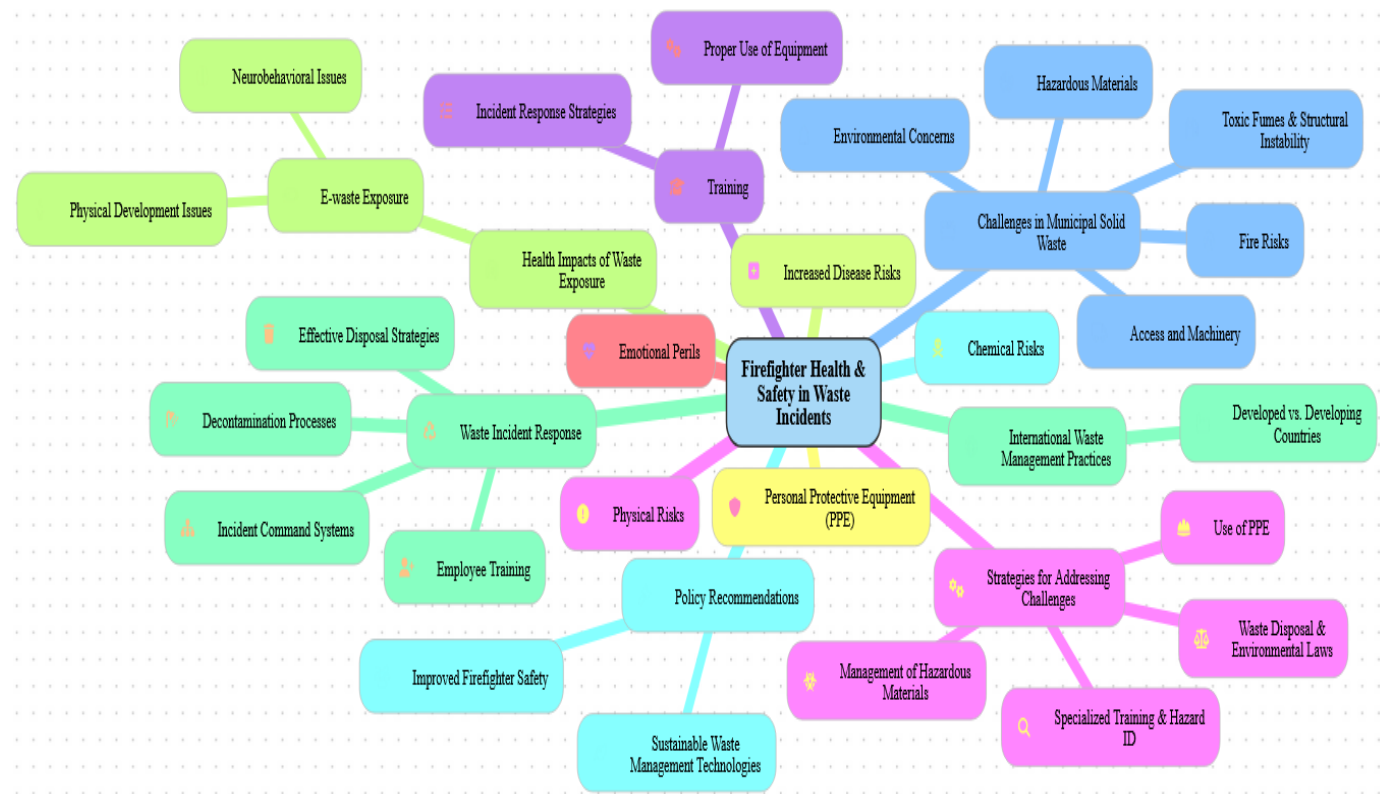 Proper Use of Equipment
Neurobehavioral Issues
Hazardous Materials
Incident Response Strategies
Environmental Concerns
Toxic Fumes & Structural
Instability
Training
E-waste Exposure
Physical Development Issues
Challenges in Municipal Solid
Waste
Fire Risks
Health Impacts of Waste
Exposure
Increased Disease Risks
Effective Disposal Strategies
Emotional Perils
Chemical Risks
Access and Machinery
Firefighter Health &
Safety in Waste
Incidents
Decontamination Processes
Waste Incident Response
International Waste
Management Practices
Developed vs. Developing
Countries
Incident Command Systems
Physical Risks
Personal Protective Equipment
(PPE)
Use of PPE
Employee Training
Policy Recommendations
Strategies for Addressing
Challenges
Waste Disposal &
Environmental Laws
Improved Firefighter Safety
Management of Hazardous
Materials
Specialized Training & Hazard
ID
Sustainable Waste
Management Technologies